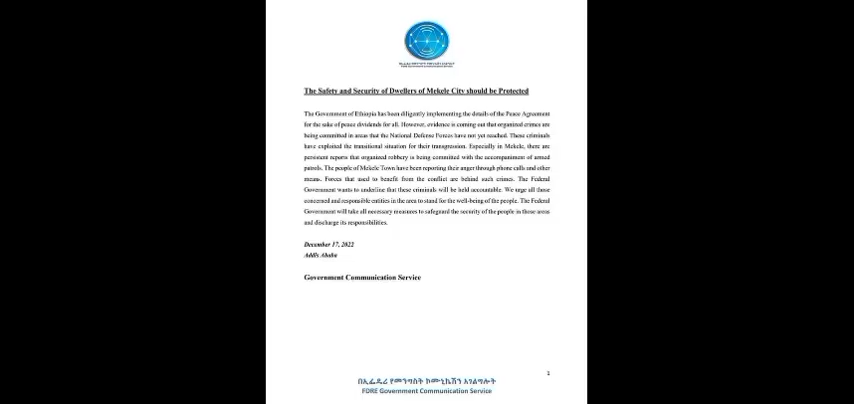 The Safety and Security of Dwellers of Mekele City should be Protected
The Government of Ethiopia has been diligently implementing the details of the Peace Agreement
for the sake of peace dividends for all. However, evidence is coming out that organized crimes are
being committed in areas that the National Defense Forces have not yet reached. These criminals
have exploited the transitional situation for their transgression. Especially in Mekele, there are
persistent reports that organized robbery is being committed with the accompaniment of armed
patrols. The people of Mekele Town have been reporting their anger through phone calls and other
means. Forces that used to benefit from the conflict are behind such crimes. The Federal
Government wants to underline that these criminals will be held accountable. We urge all those
concerned and responsible entities in the area to stand for the well-being of the people. The Federal
Government will take all necessary measures to safeguard the security of the people in those areas
and discharge its responsibilities.
December 17, 2022
Addis Ababa
Government Communication Service
1
በኢፌዲሪ የመንግስት ኮሙኒኬሽን አገልግሎት
FDRE Government Communication Service